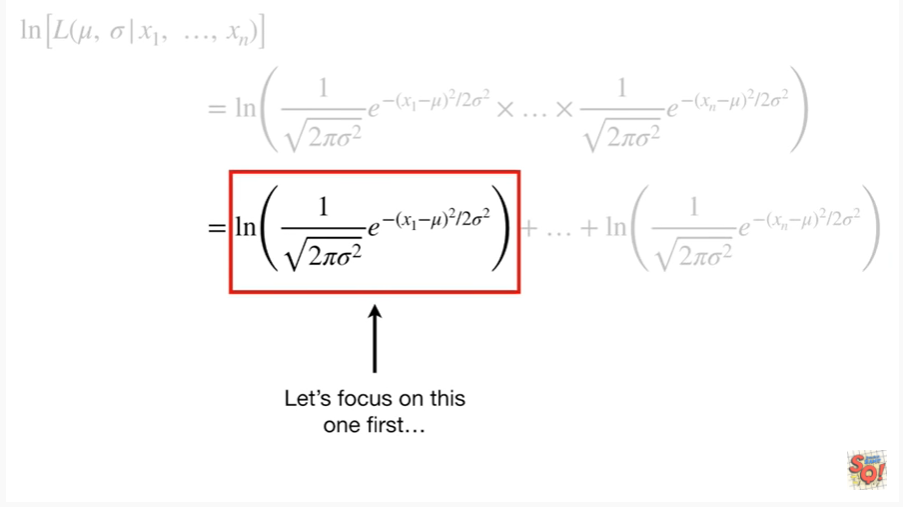 ln[L(μ, σ|x₁, …, xₙ)]
= ln(1/√(2πσ²) e^(−(x₁−μ)²/2σ²) × … × 1/√(2πσ²) e^(−(xₙ−μ)²/2σ²))
= ln(1/√(2πσ²) e^(−(x₁−μ)²/2σ²)) + … + ln(1/√(2πσ²) e^(−(xₙ−μ)²/2σ²))
Let’s focus on this
one first…
SQ!